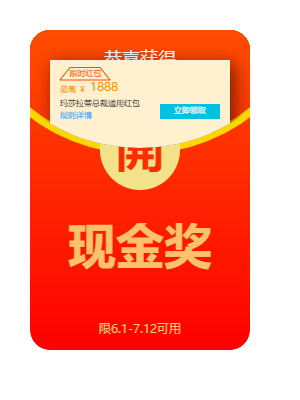 恭喜获得
限时红包
最高 ¥ 1888
玛莎拉蒂总裁通用红包
规则详情
立即领取
開
现金奖
限6.1-7.12可用